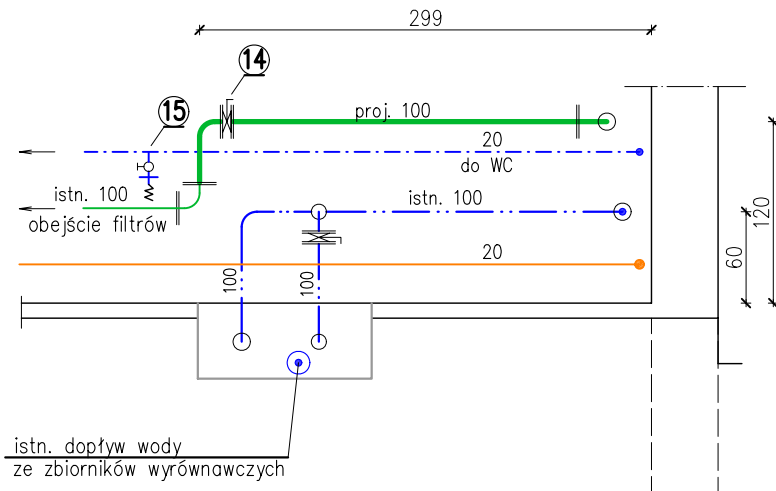 299
14
15
proj. 100
20
do WC
istn. 100
obejście filtrów
istn. 100
120
60
20
100
100
istn. dopływ wody
ze zbiorników wyrównawczych